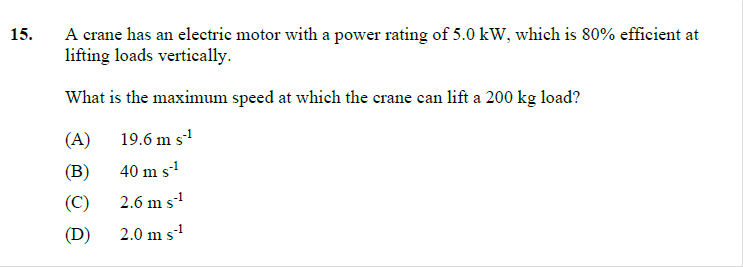 15. A crane has an electric motor with a power rating of 5.0 kW, which is 80% efficient at
lifting loads vertically.
What is the maximum speed at which the crane can lift a 200 kg load?
(A) 19.6 m s⁻¹
(B) 40 m s⁻¹
(C) 2.6 m s⁻¹
(D) 2.0 m s⁻¹